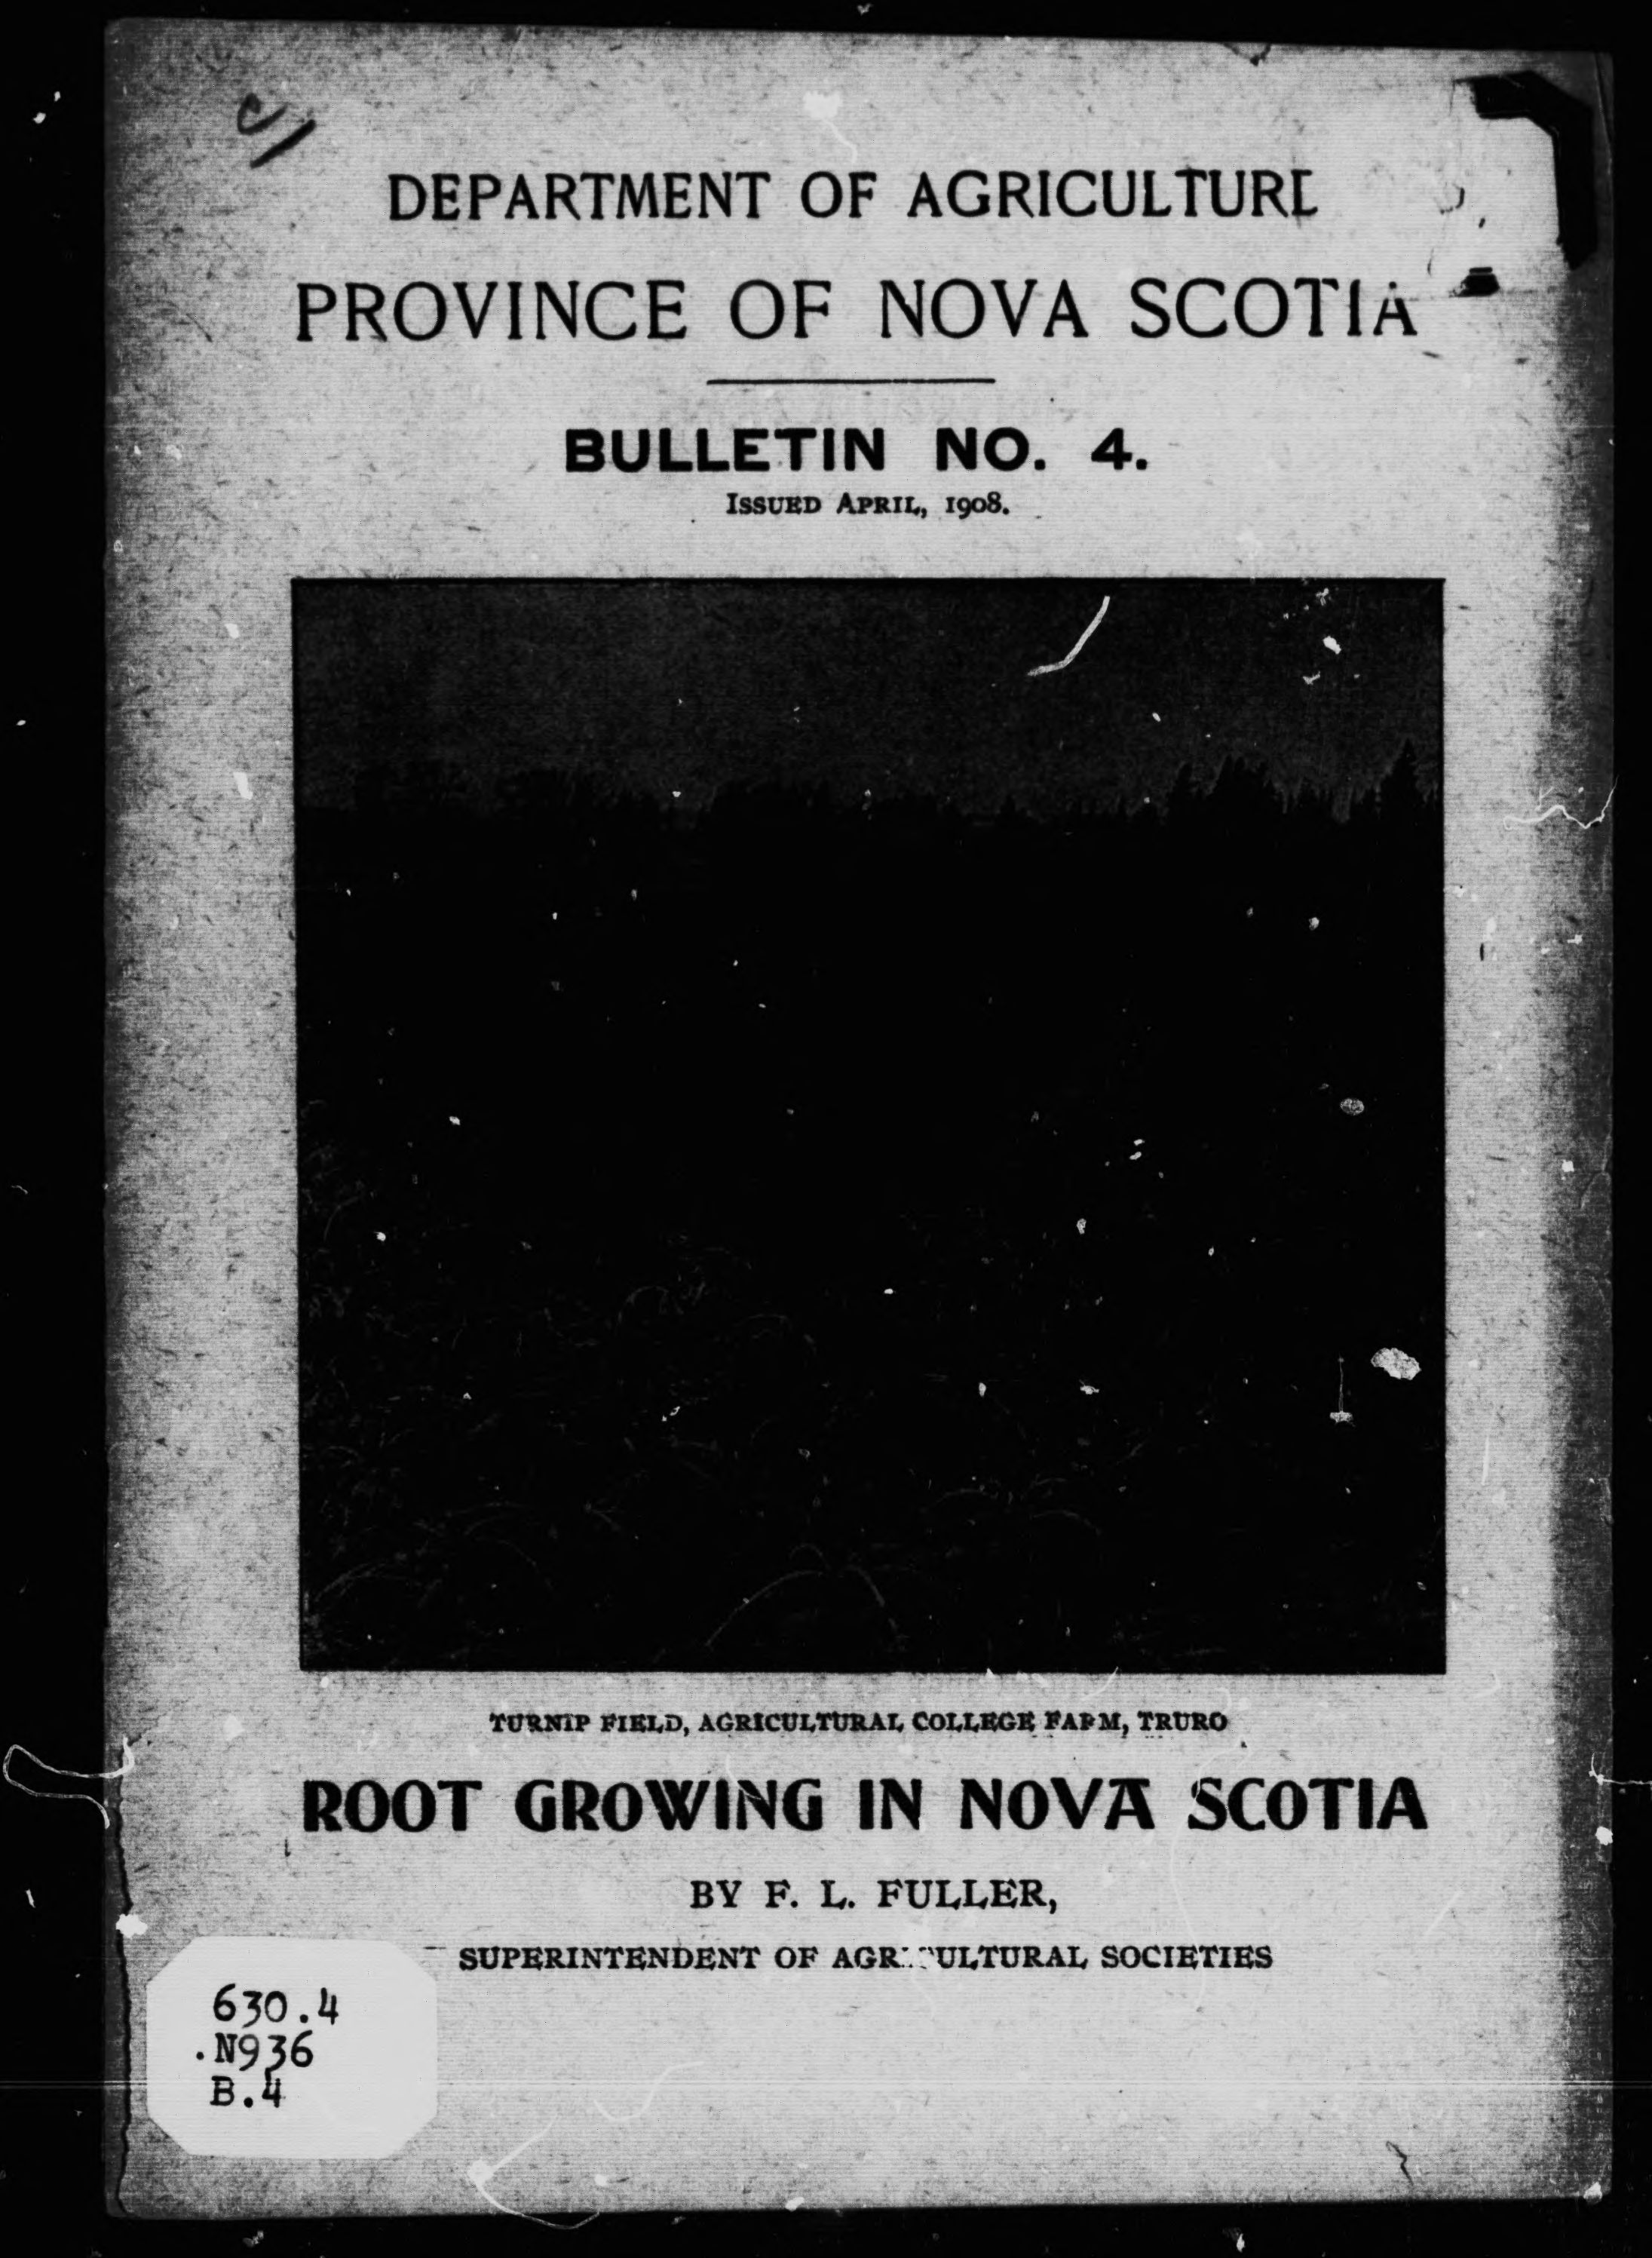 DEPARTMENT OF AGRICULTURE
PROVINCE OF NOVA SCOTIA
BULLETIN NO. 4.
ISSUED APRIL, 1908.
TURNIP FIELD, AGRICULTURAL COLLEGE FARM, TRURO
ROOT GROWING IN NOVA SCOTIA
BY F. L. FULLER,
SUPERINTENDENT OF AGRICULTURAL SOCIETIES
630.4
.N936
B.4